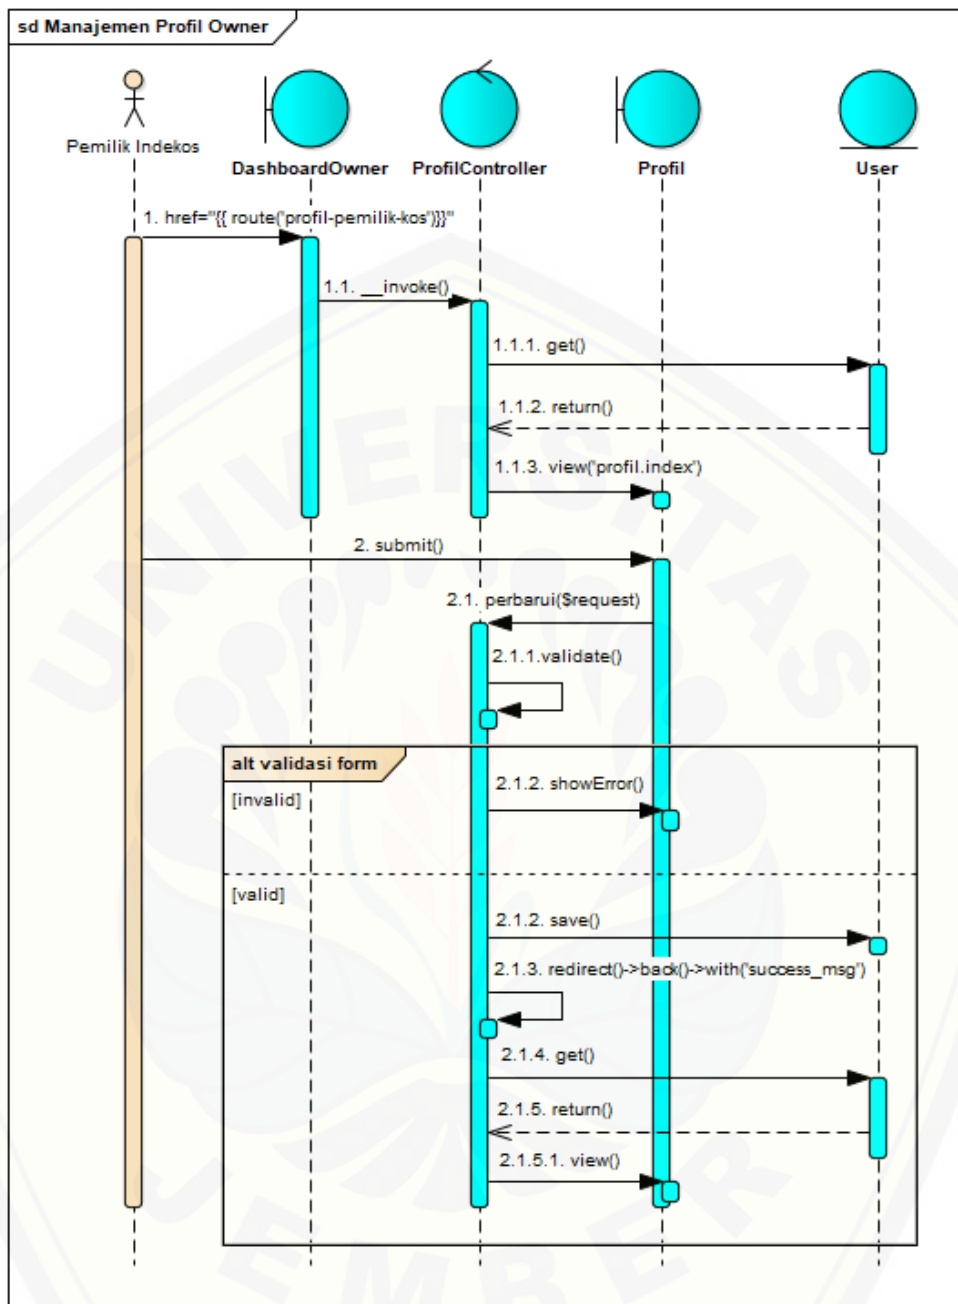 sd Manajemen Profil Owner
Pemilik Indekos
DashboardOwner
ProfilController
Profil
User
1. href="{{ route('profil-pemilik-kos')}}"
1.1. __invoke()
1.1.1. get()
1.1.2. return()
1.1.3. view('profil.index')
2. submit()
2.1. perbarui($request)
2.1.1.validate()
alt validasi form
[invalid]
2.1.2. showError()
[valid]
2.1.2. save()
2.1.3. redirect()->back()->with('success_msg')
2.1.4. get()
2.1.5. return()
2.1.5.1. view()
UNIVERSITAS
JEMBER